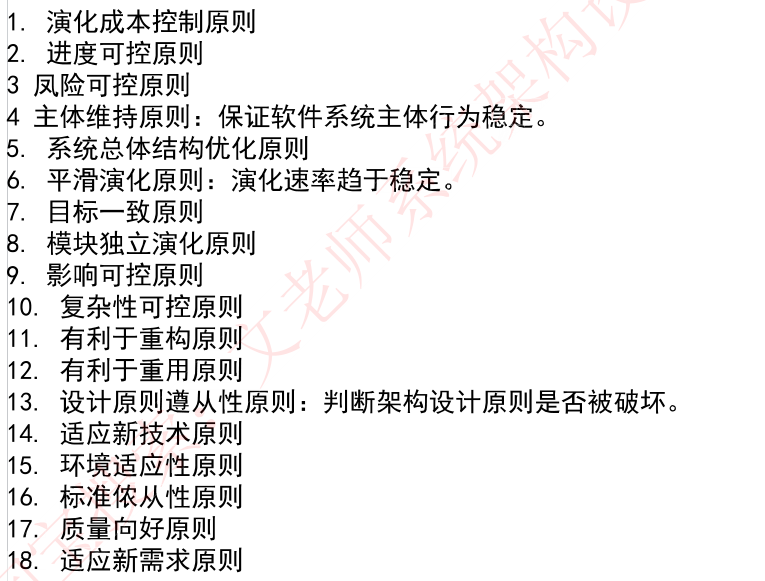 1. 演化成本控制原则
2. 进度可控原则
3 凤险可控原则
4 主体维持原则：保证软件系统主体行为稳定。
5. 系统总体结构优化原则
6. 平滑演化原则：演化速率趋于稳定。
7. 目标一致原则
8. 模块独立演化原则
9. 影响可控原则
10. 复杂性可控原则
11. 有利于重构原则
12. 有利于重用原则
13. 设计原则遵从性原则：判断架构设计原则是否被破坏。
14. 适应新技术原则
15. 环境适应性原则
16. 标准侬从性原则
17. 质量向好原则
18. 适应新需求原则
文老师系统架构设